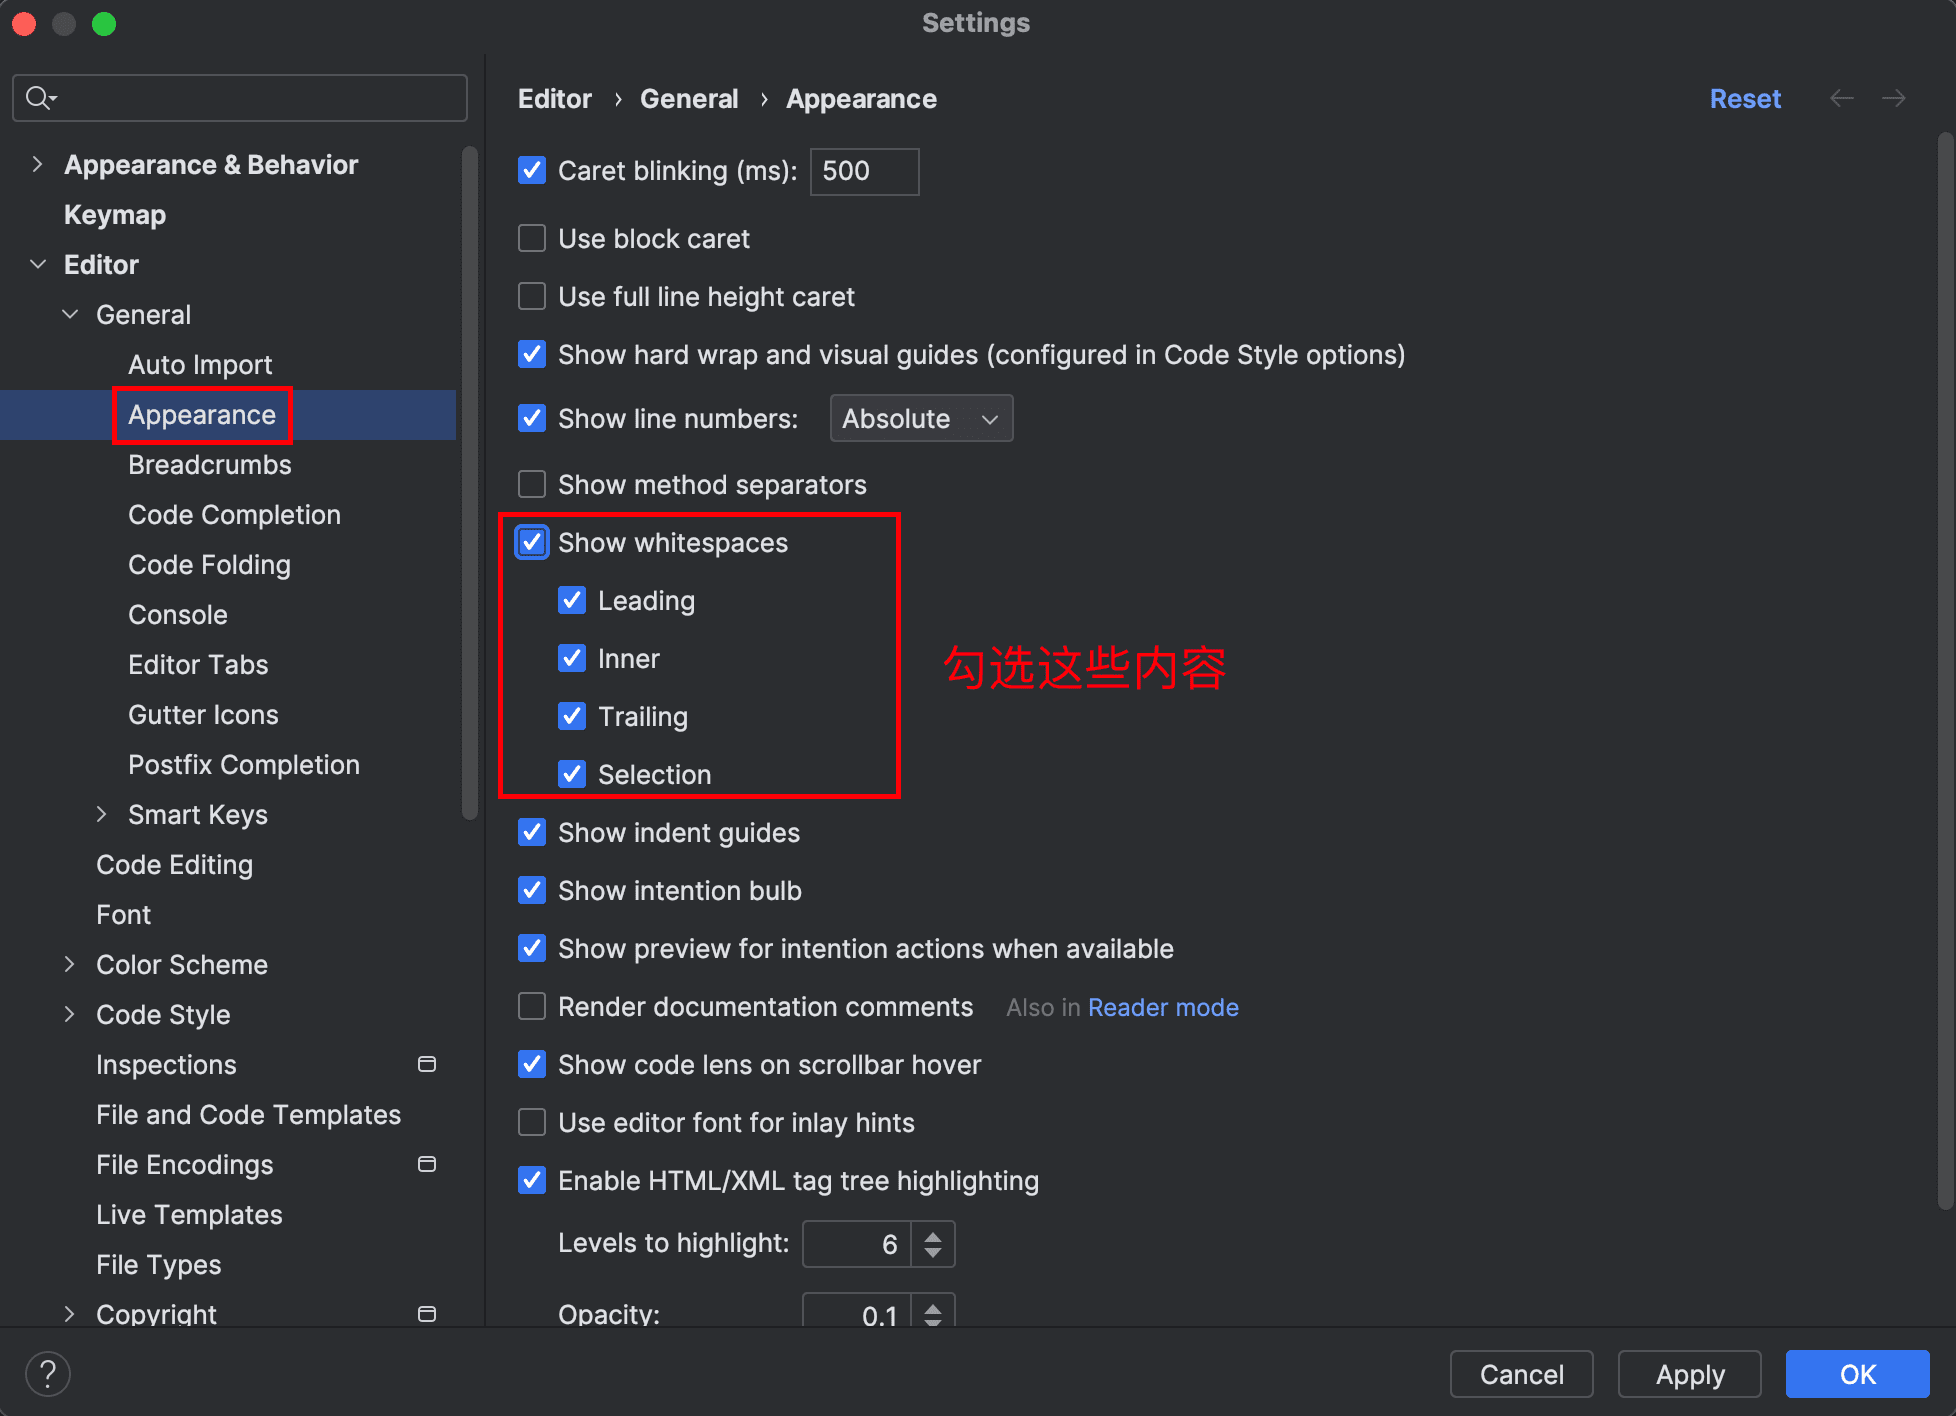 Settings
Appearance & Behavior
Keymap
Editor
General
Auto Import
Appearance
Breadcrumbs
Code Completion
Code Folding
Console
Editor Tabs
Gutter Icons
Postfix Completion
Smart Keys
Code Editing
Font
Color Scheme
Code Style
Inspections
File and Code Templates
File Encodings
Live Templates
File Types
Copyright
Editor › General › Appearance
Reset
Caret blinking (ms): 500
Use block caret
Use full line height caret
Show hard wrap and visual guides (configured in Code Style options)
Show line numbers: Absolute
Show method separators
Show whitespaces
Leading
Inner
Trailing
Selection
勾选这些内容
Show indent guides
Show intention bulb
Show preview for intention actions when available
Render documentation comments Also in Reader mode
Show code lens on scrollbar hover
Use editor font for inlay hints
Enable HTML/XML tag tree highlighting
Levels to highlight: 6
Opacity: 0.1
?
Cancel
Apply
OK